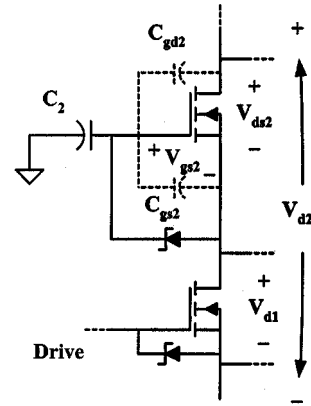 +
C_gd2
+
C_2
V_ds2
+ V_gs2 −
−
C_gs2
V_d2
+
V_d1
Drive
−
−